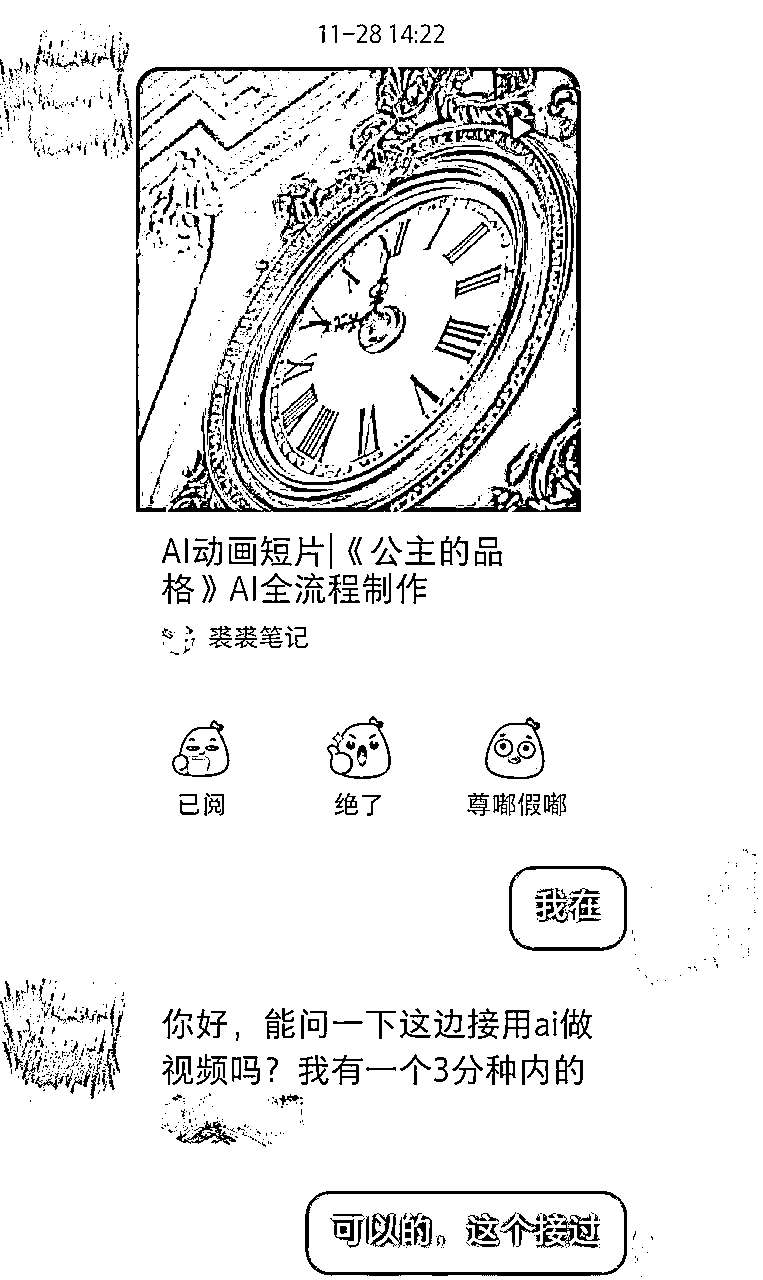 11-28 14:22
AI动画短片|《公主的品
格》AI全流程制作
裘裘笔记
已阅
绝了
尊嘟假嘟
我在
你好，能问一下这边接用ai做
视频吗？我有一个3分种内的
可以的。这个接过